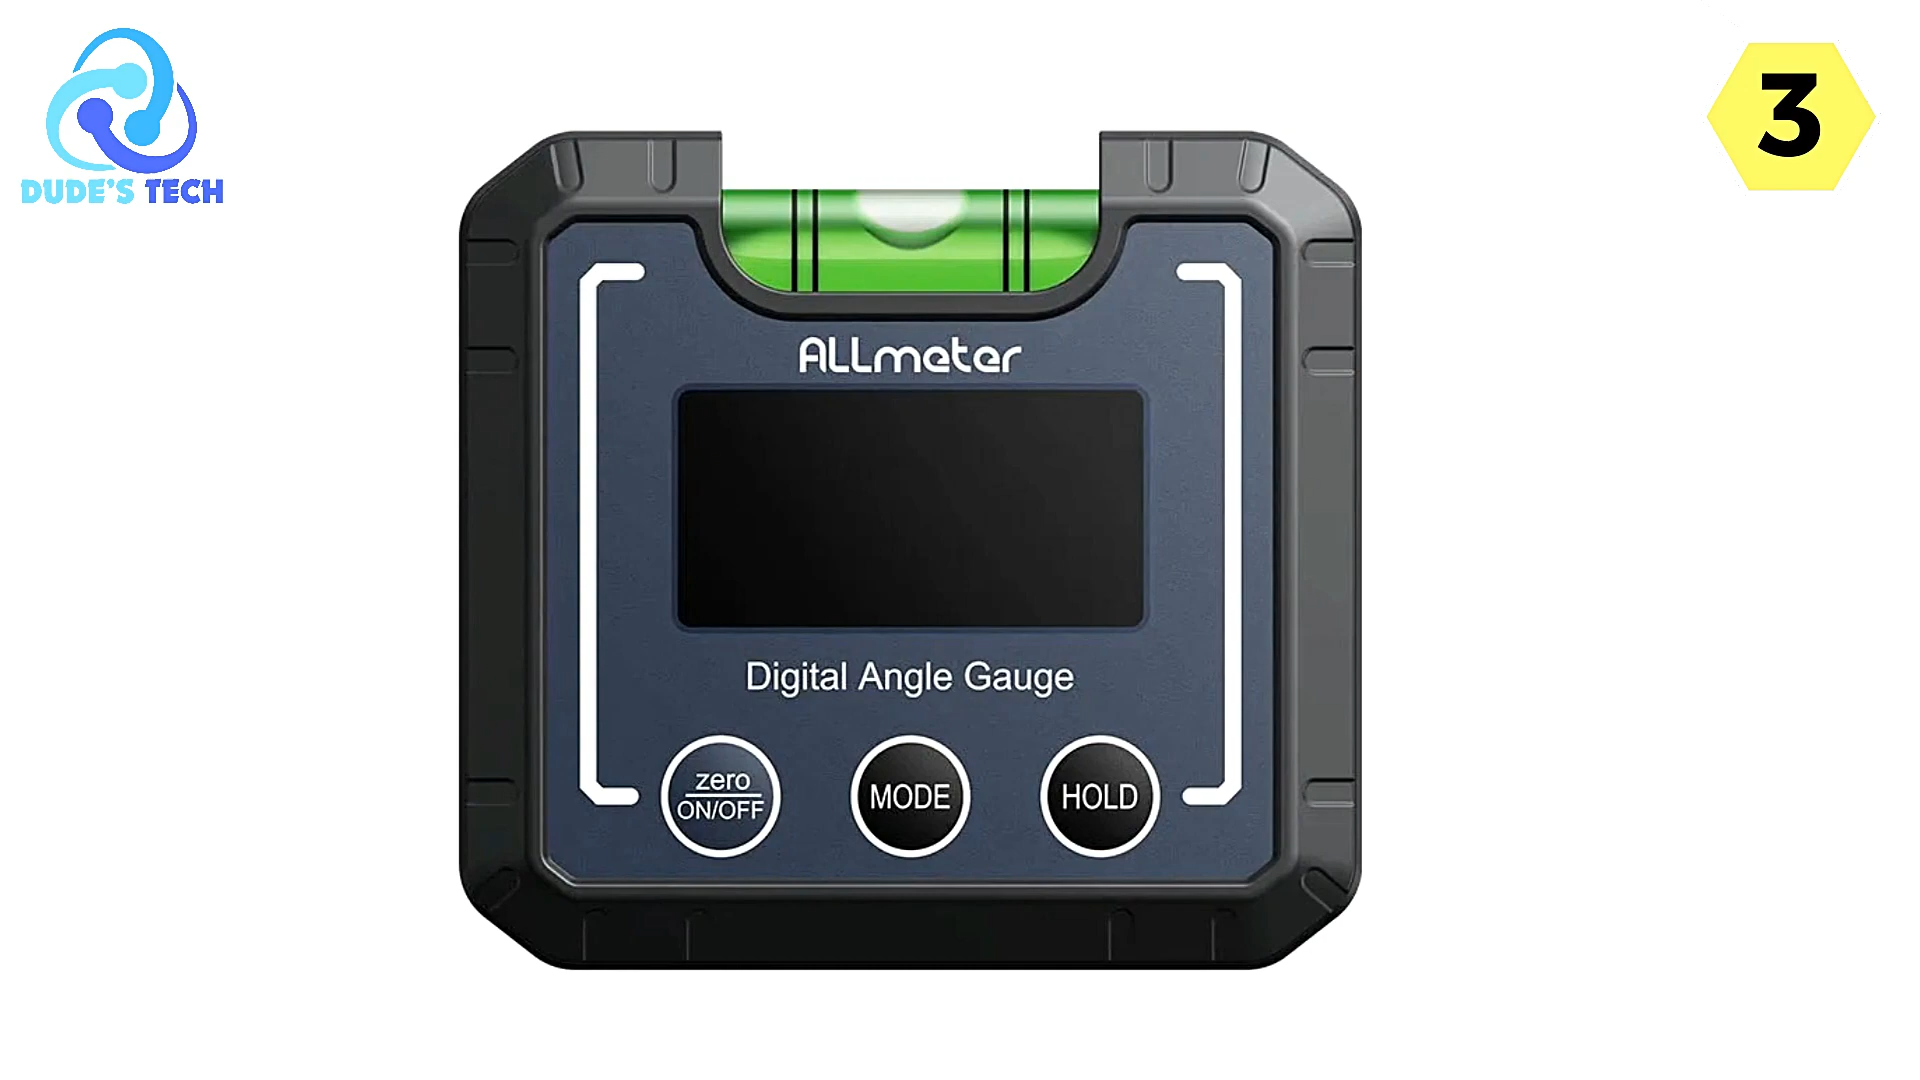 DUDE'S TECH
3
ALLmeter
Digital Angle Gauge
zero
ON/OFF
MODE
HOLD